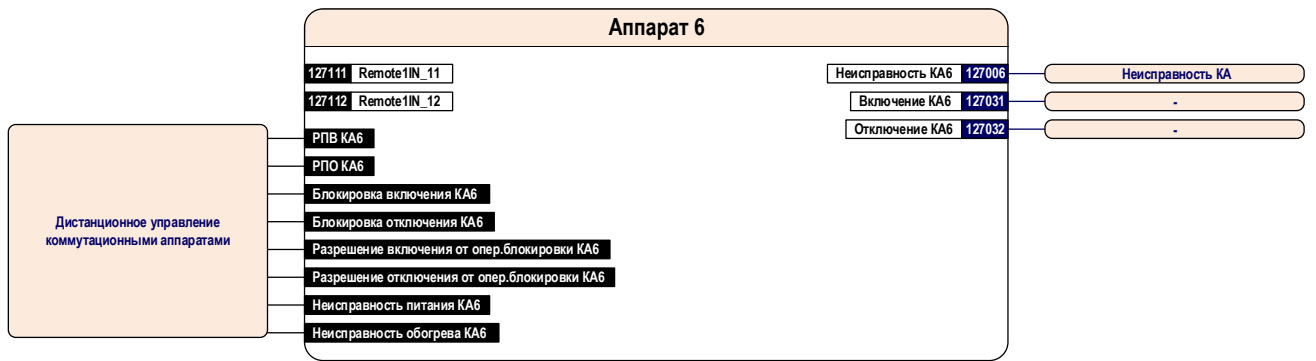 Аппарат 6
127111 Remote1IN_11
Неисправность КА6 127006
Неисправность КА
127112 Remote1IN_12
Включение КА6 127031
-
Отключение КА6 127032
-
РПВ КА6
РПО КА6
Блокировка включения КА6
Блокировка отключения КА6
Разрешение включения от опер.блокировки КА6
Разрешение отключения от опер.блокировки КА6
Неисправность питания КА6
Неисправность обогрева КА6
Дистанционное управление
коммутационными аппаратами